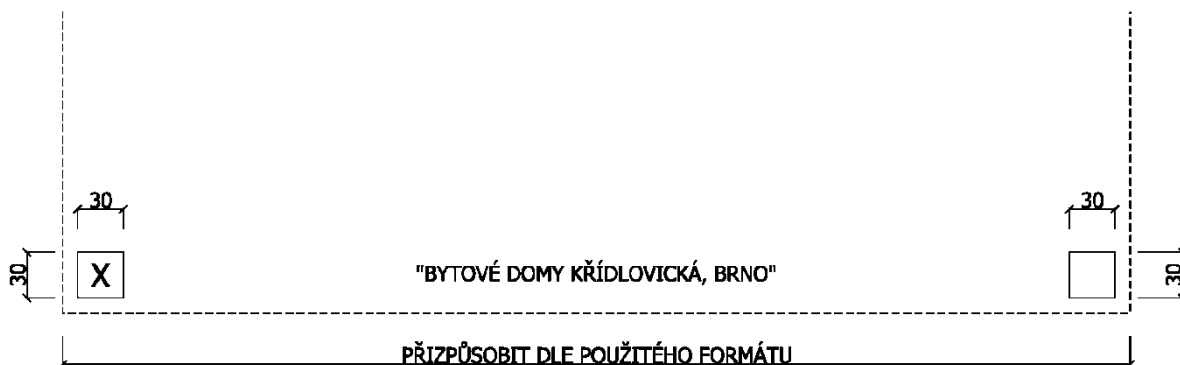 30 30
30 X "BYTOVÉ DOMY KŘÍDLOVICKÁ, BRNO" 30
PŘIZPŮSOBIT DLE POUŽITÉHO FORMÁTU